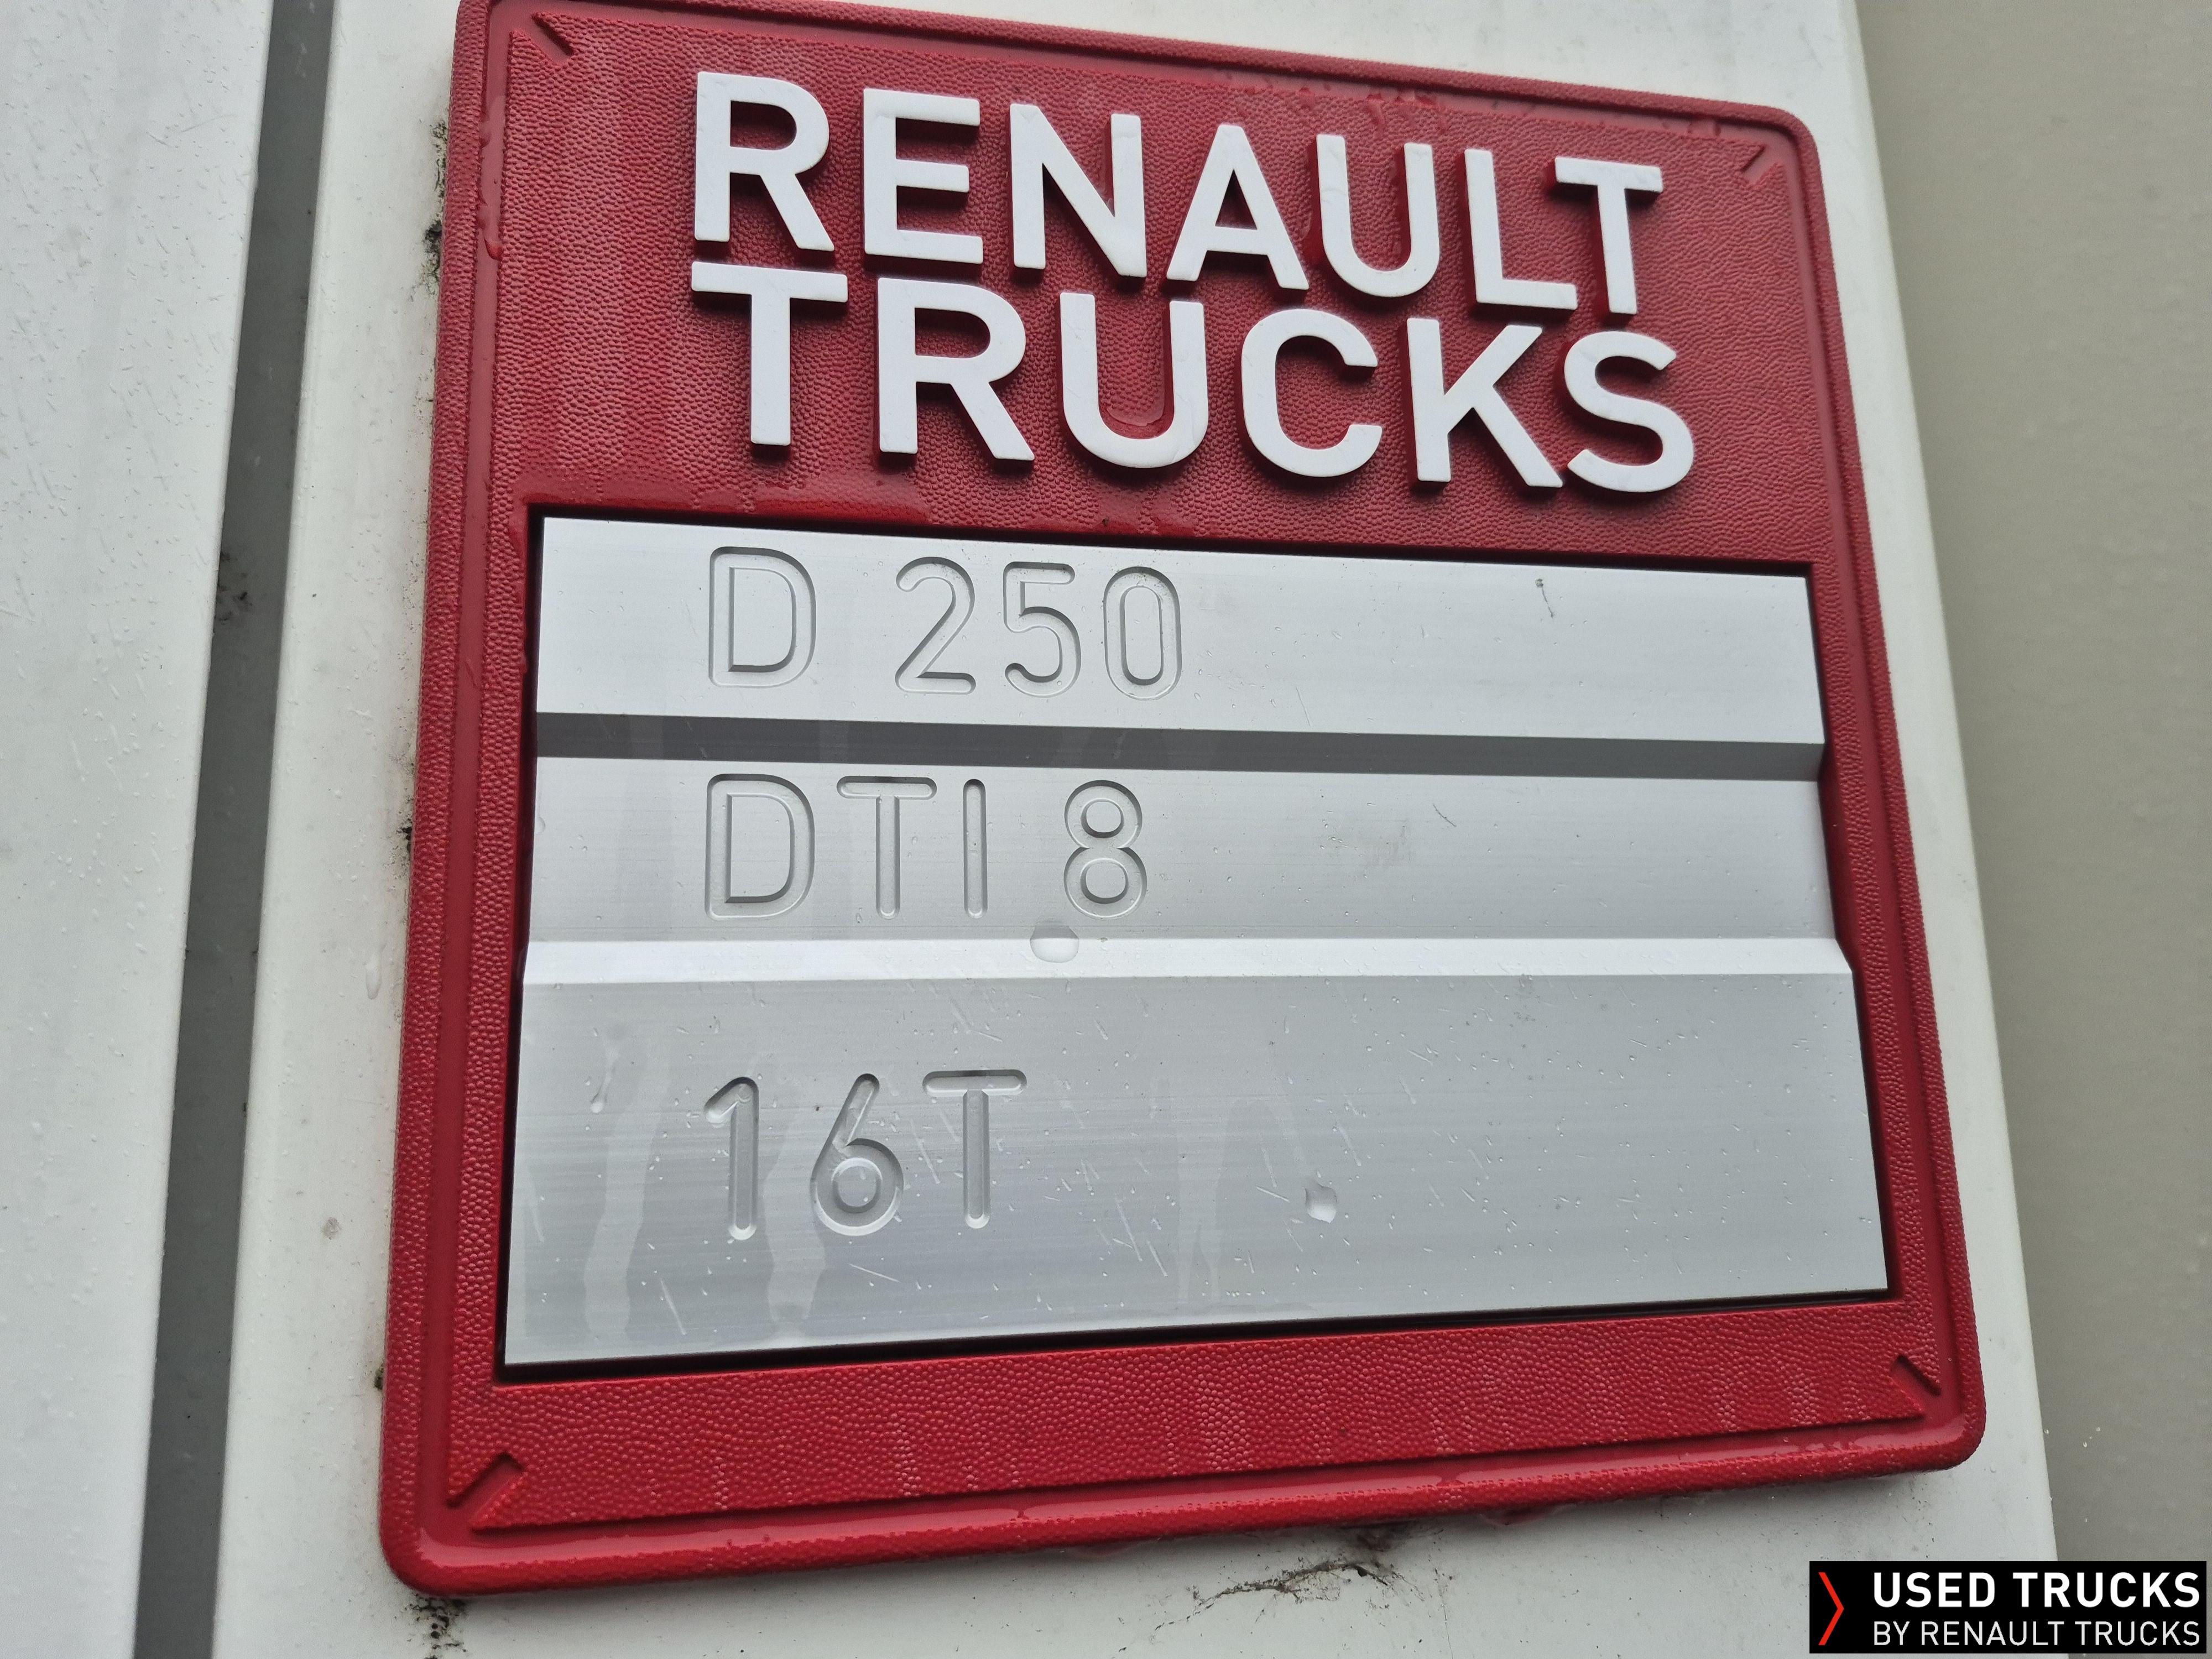 RENAULT
TRUCKS
D 250
DTI 8
16T
USED TRUCKS
BY RENAULT TRUCKS